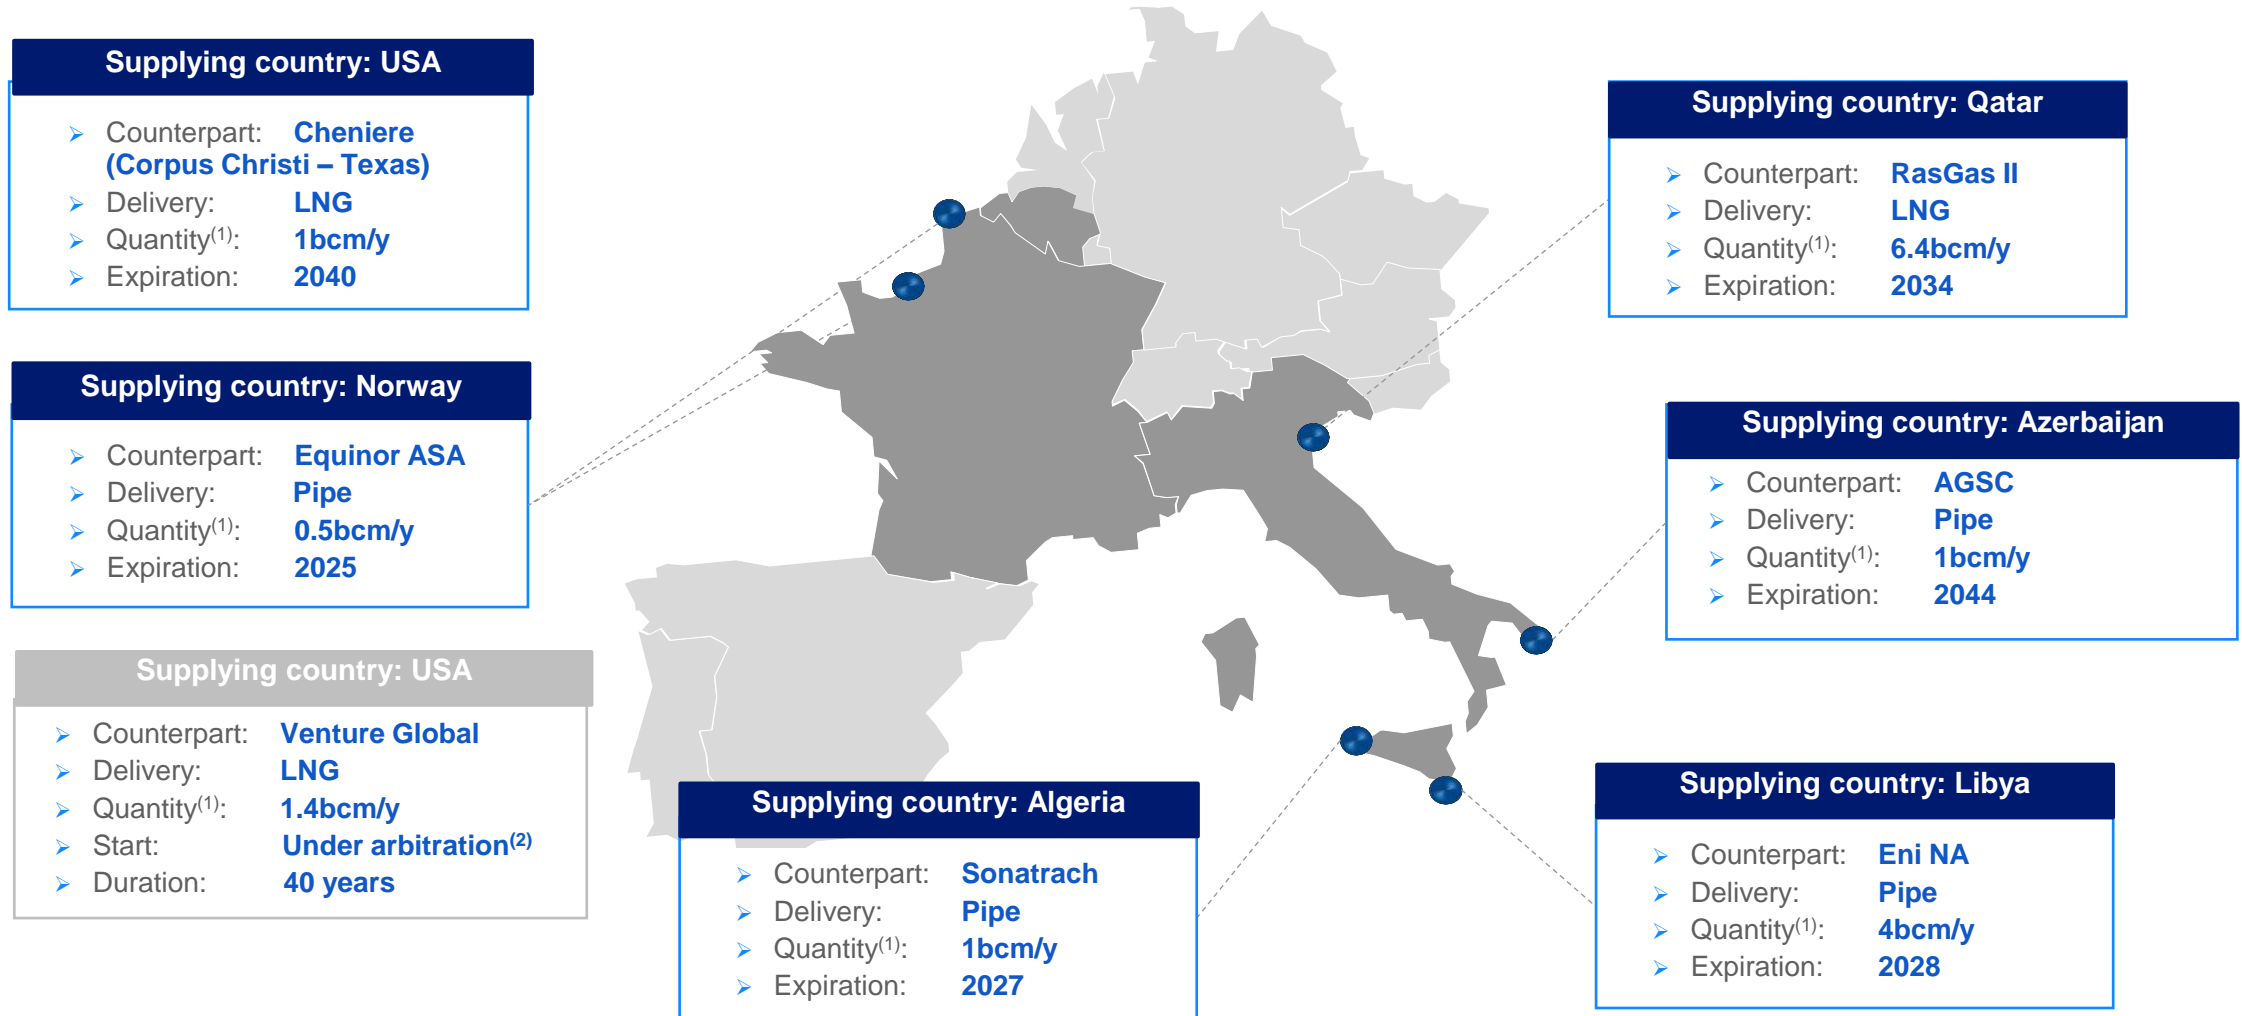 Supplying country: USA
➢ Counterpart: Cheniere
(Corpus Christi – Texas)
➢ Delivery: LNG
➢ Quantity(1): 1bcm/y
➢ Expiration: 2040
Supplying country: Norway
➢ Counterpart: Equinor ASA
➢ Delivery: Pipe
➢ Quantity(1): 0.5bcm/y
➢ Expiration: 2025
Supplying country: USA
➢ Counterpart: Venture Global
➢ Delivery: LNG
➢ Quantity(1): 1.4bcm/y
➢ Start: Under arbitration(2)
➢ Duration: 40 years
Supplying country: Algeria
➢ Counterpart: Sonatrach
➢ Delivery: Pipe
➢ Quantity(1): 1bcm/y
➢ Expiration: 2027
Supplying country: Qatar
➢ Counterpart: RasGas II
➢ Delivery: LNG
➢ Quantity(1): 6.4bcm/y
➢ Expiration: 2034
Supplying country: Azerbaijan
➢ Counterpart: AGSC
➢ Delivery: Pipe
➢ Quantity(1): 1bcm/y
➢ Expiration: 2044
Supplying country: Libya
➢ Counterpart: Eni NA
➢ Delivery: Pipe
➢ Quantity(1): 4bcm/y
➢ Expiration: 2028